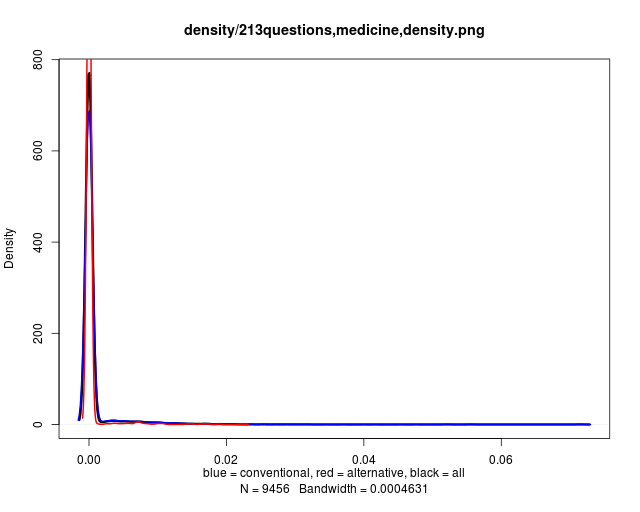 density/213questions,medicine,density.png
Density
800
600
400
200
0
0.00 0.02 0.04 0.06
blue = conventional, red = alternative, black = all
N = 9456 Bandwidth = 0.0004631